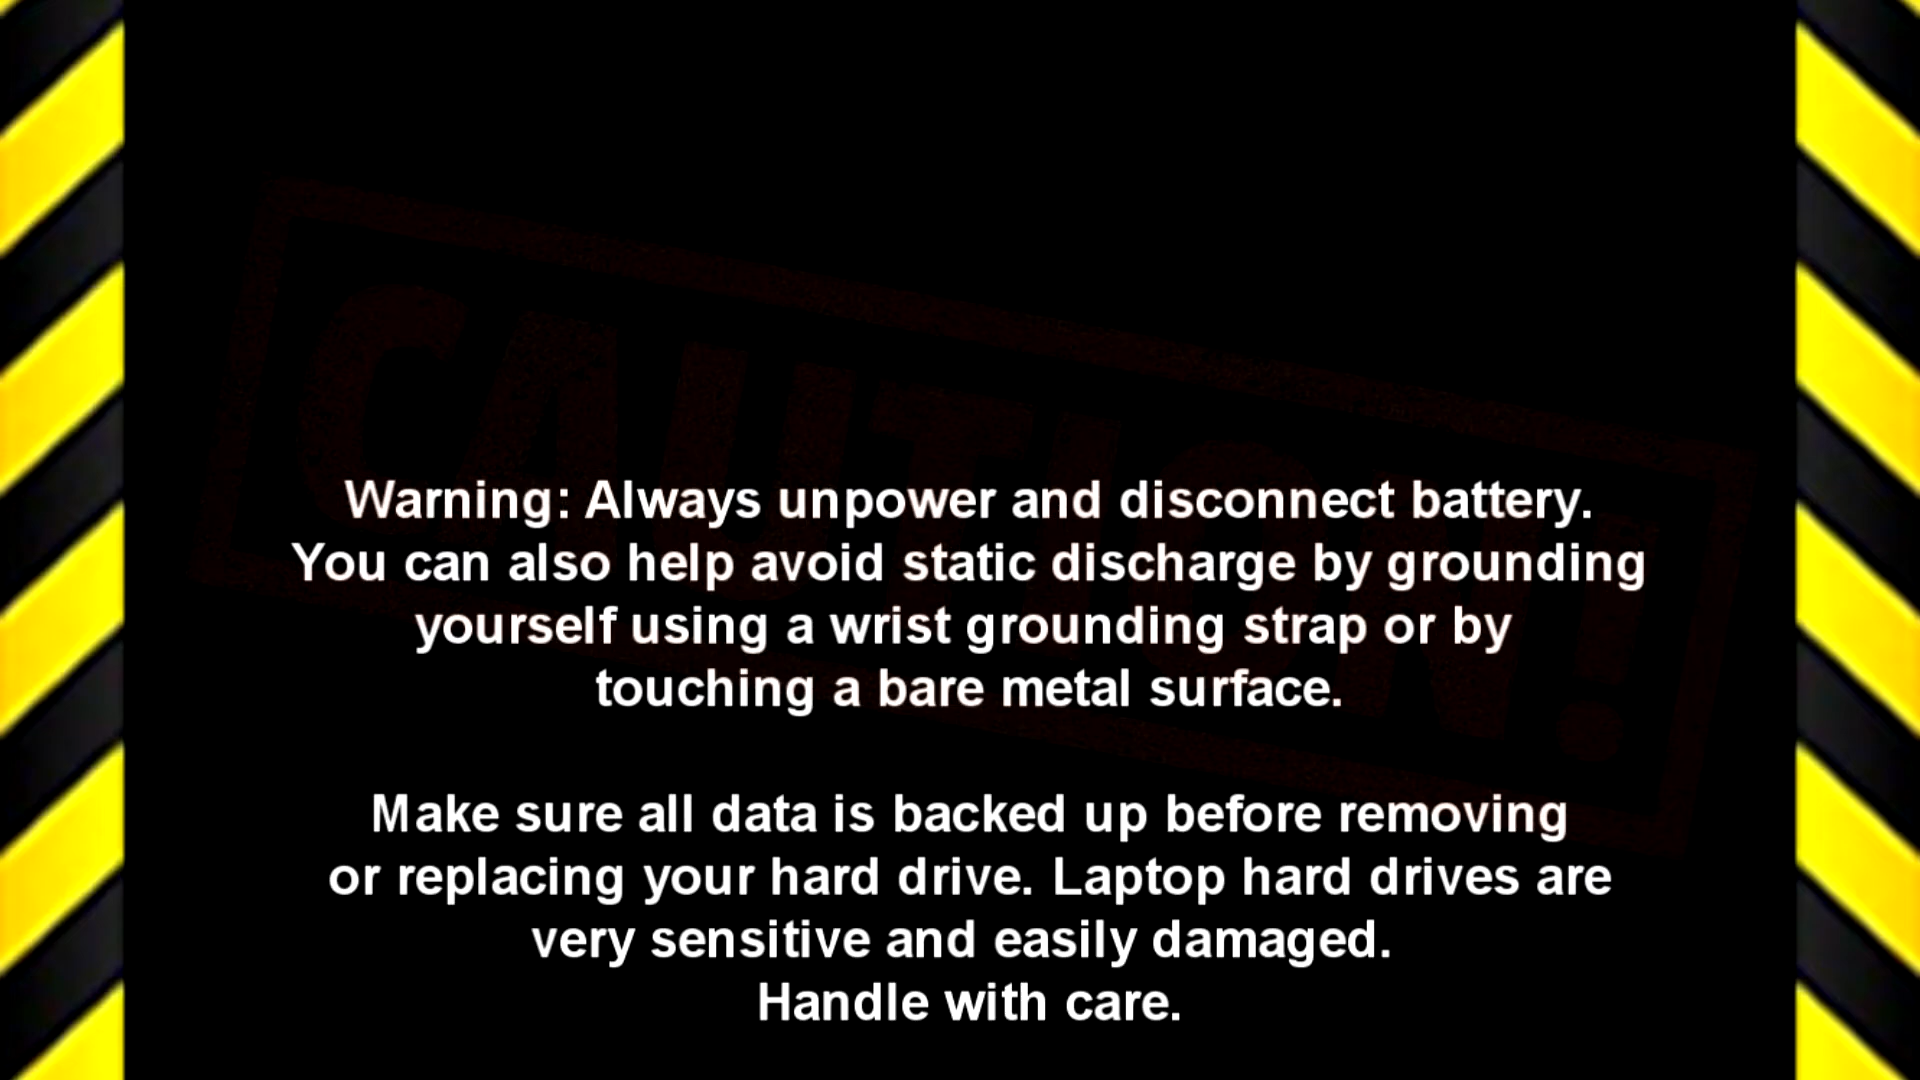 CAUTION!
Warning: Always unpower and disconnect battery.
You can also help avoid static discharge by grounding
yourself using a wrist grounding strap or by
touching a bare metal surface.
Make sure all data is backed up before removing
or replacing your hard drive. Laptop hard drives are
very sensitive and easily damaged.
Handle with care.